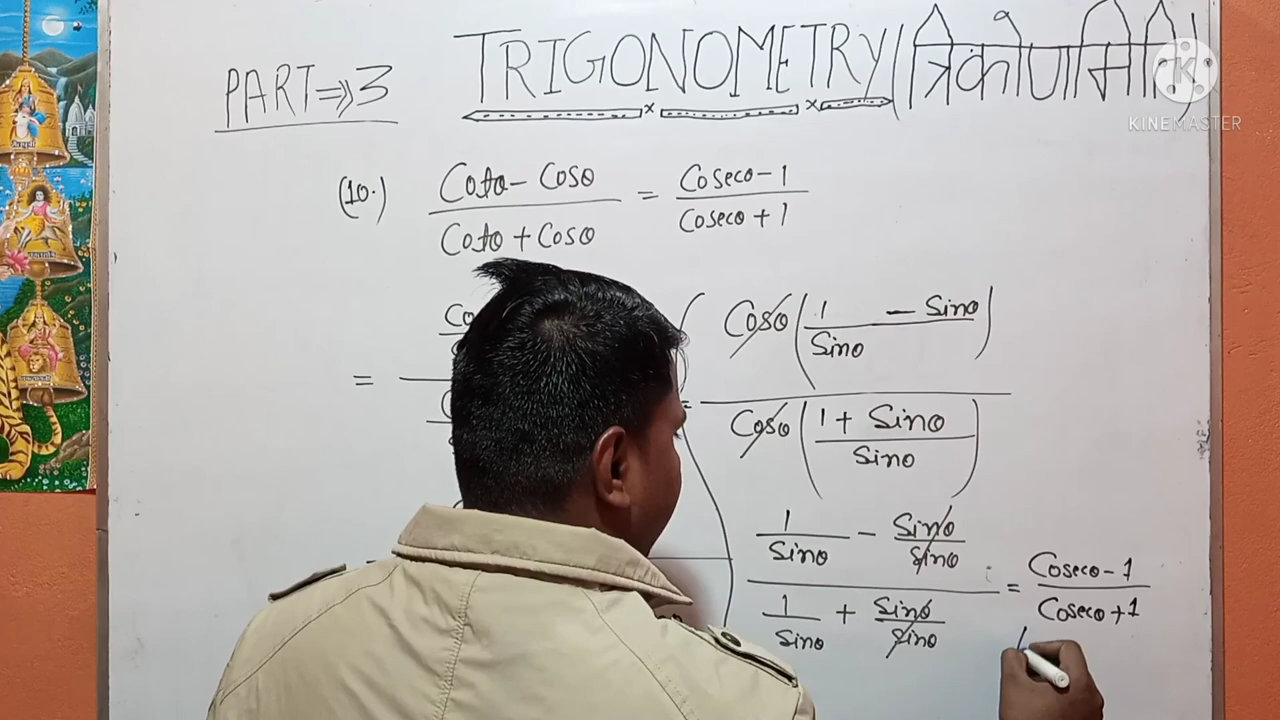 PART⇒3
TRIGONOMETRY (त्रिकोणमिति)
KINEMASTER
(10.) Cotθ - Cosθ / Cotθ + Cosθ = Cosecθ - 1 / Cosecθ + 1
= Cosθ (1 - Sinθ / Sinθ)
Cosθ (1 + Sinθ / Sinθ)
1/Sinθ - Sinθ/Sinθ
1/Sinθ + Sinθ/Sinθ
= Cosecθ - 1 / Cosecθ + 1